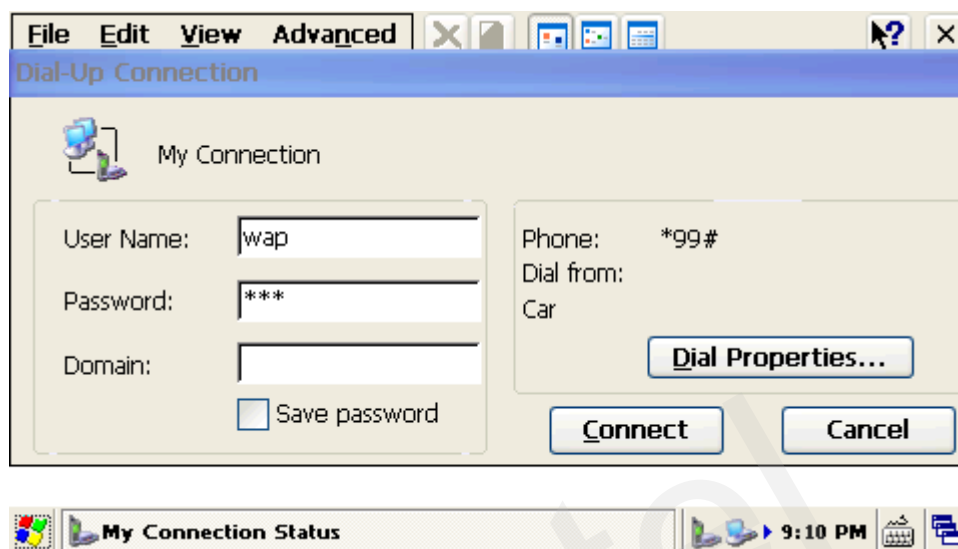 File Edit View Advanced ? ×
Dial-Up Connection
My Connection
User Name: wap
Password: ***
Domain:
Save password
Phone: *99#
Dial from:
Car
Dial Properties...
Connect Cancel
My Connection Status 9:10 PM